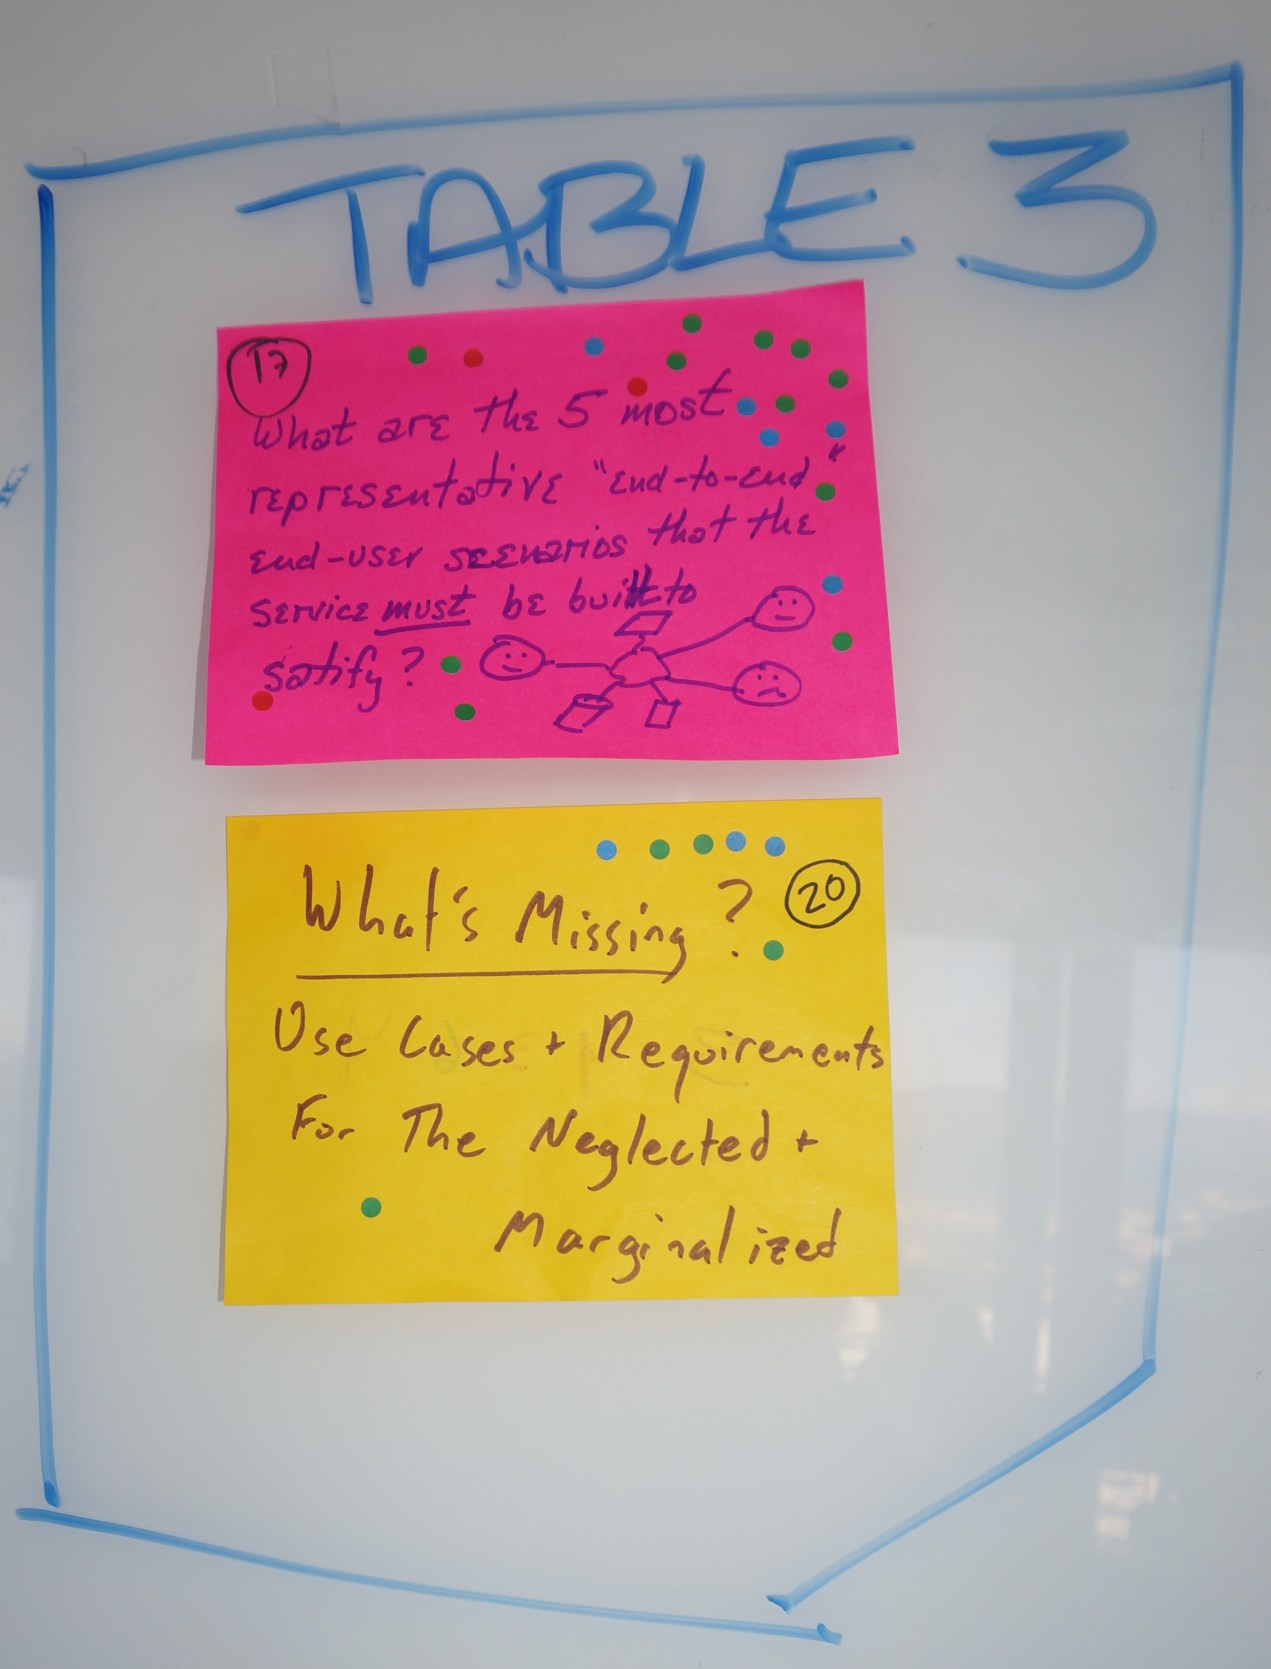 TABLE 3
17
What are the 5 most
representative "end-to-end"
end-user scenarios that the
service must be built to
satify?
What's Missing?
20
Use Cases + Requirements
For The Neglected +
Marginalized